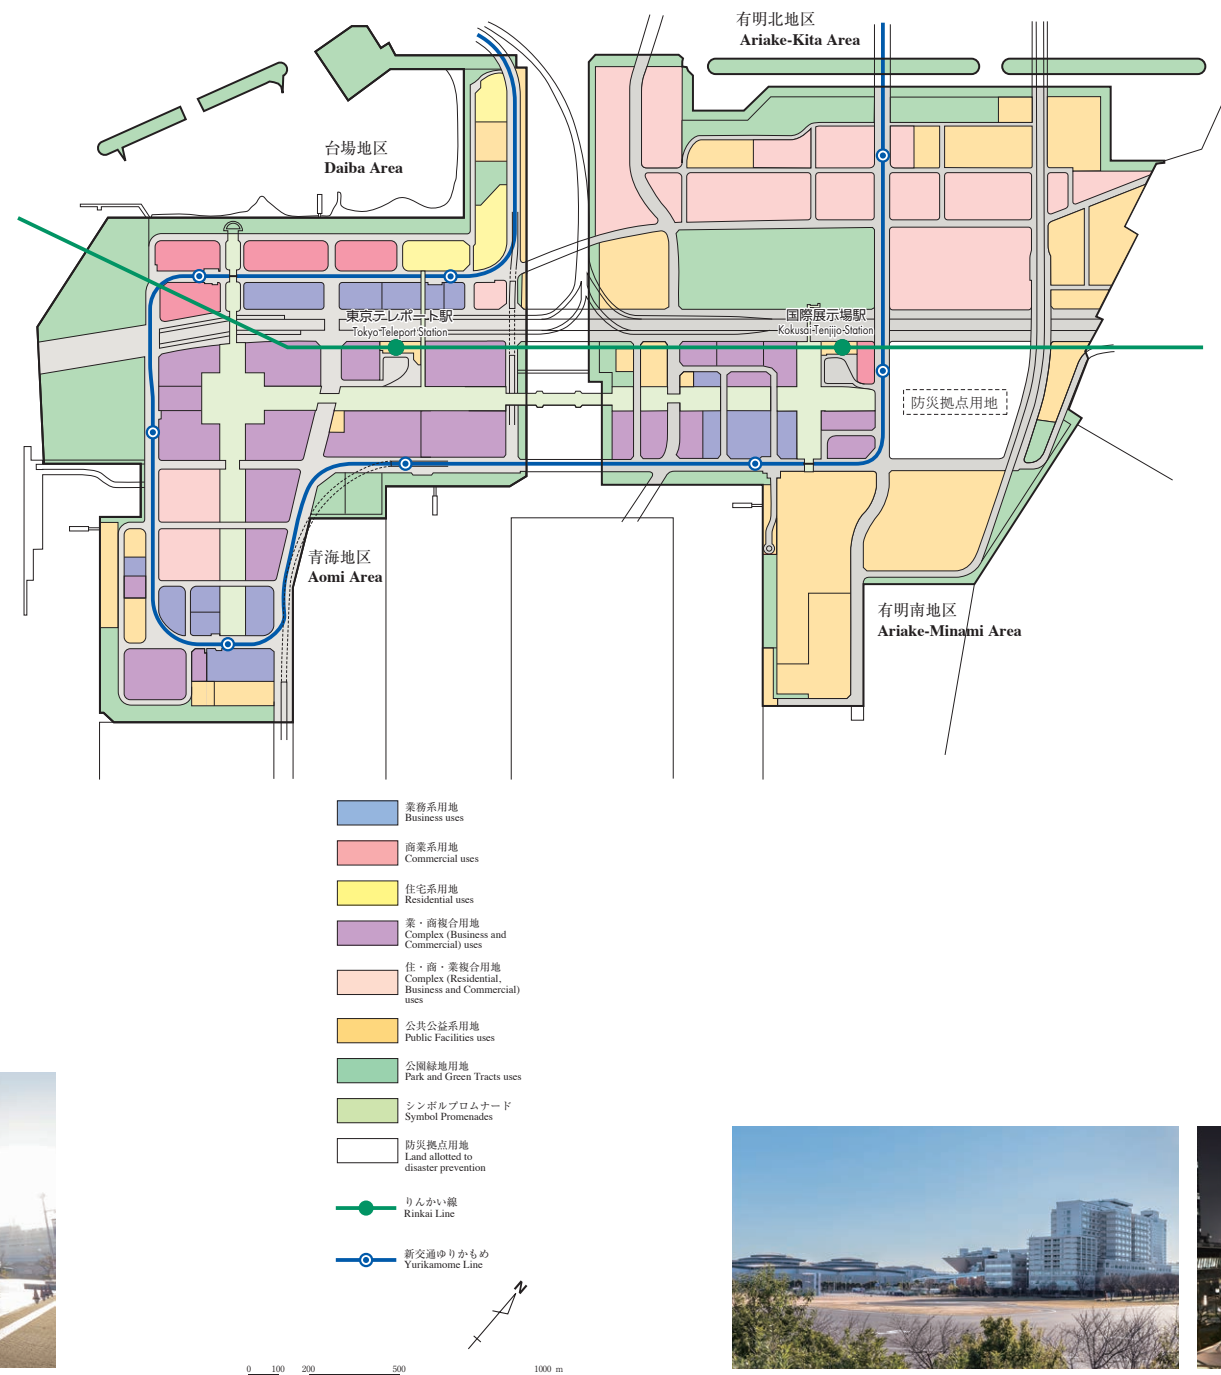 有明北地区
Ariake-Kita Area
台場地区
Daiba Area
東京テレポート駅
Tokyo Teleport Station
国際展示場駅
Kokusai-Tenjijo-Station
防災拠点用地
青海地区
Aomi Area
有明南地区
Ariake-Minami Area
業務系用地
Business uses
商業系用地
Commercial uses
住宅系用地
Residential uses
業・商複合用地
Complex (Business and
Commercial) uses
住・商・業複合用地
Complex (Residential,
Business and Commercial)
uses
公共公益系用地
Public Facilities uses
公園緑地用地
Park and Green Tracts uses
シンボルプロムナード
Symbol Promenades
防災拠点用地
Land allotted to
disaster prevention
りんかい線
Rinkai Line
新交通ゆりかもめ
Yurikamome Line
N
0 100 200 500 1000 m